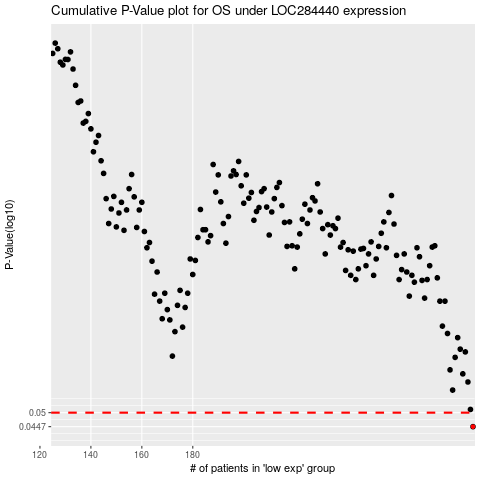 Cumulative P-Value plot for OS under LOC284440 expression
P-Value(log10)
0.05
0.0447
120 140 160 180
# of patients in 'low exp' group